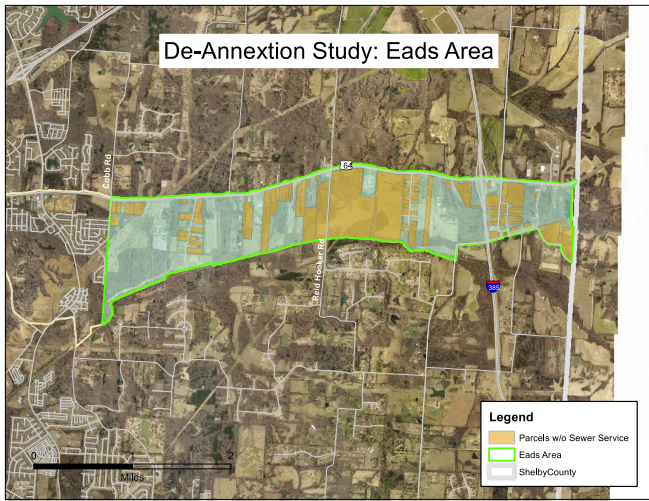 De-Annextion Study: Eads Area
64
Cobb Rd
Reid Hooker Rd
385
Legend
Parcels w/o Sewer Service
Eads Area
ShelbyCounty
0 1 2
Miles